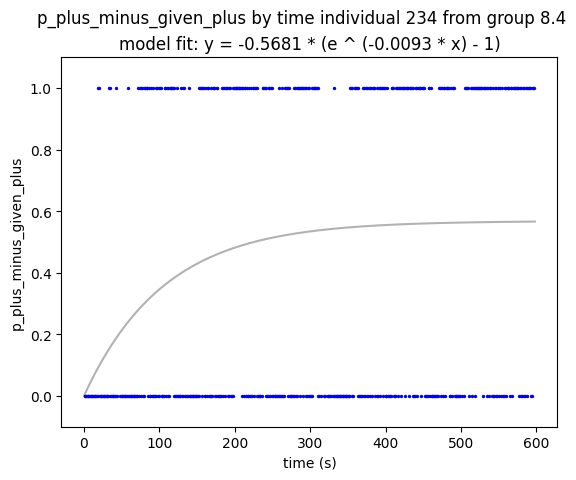 p_plus_minus_given_plus by time individual 234 from group 8.4
model fit: y = -0.5681 * (e ^ (-0.0093 * x) - 1)
1.0
0.8
0.6
0.4
0.2
0.0
p_plus_minus_given_plus
0 100 200 300 400 500 600
time (s)